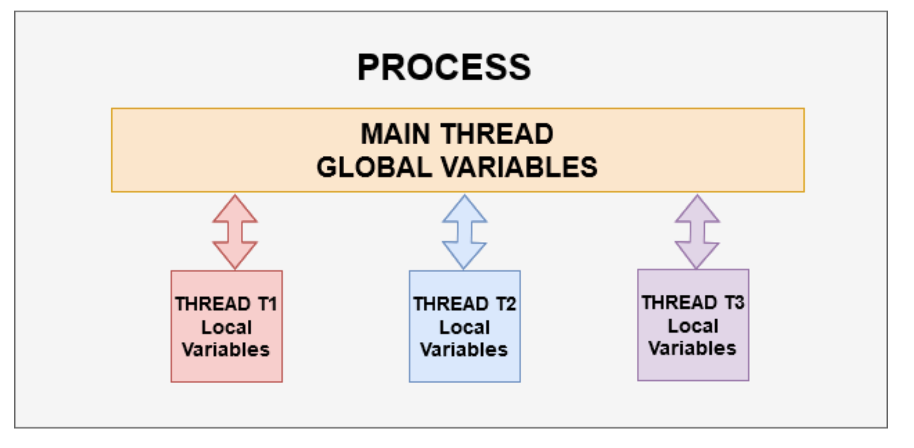 PROCESS
MAIN THREAD
GLOBAL VARIABLES
THREAD T1
Local
Variables
THREAD T2
Local
Variables
THREAD T3
Local
Variables